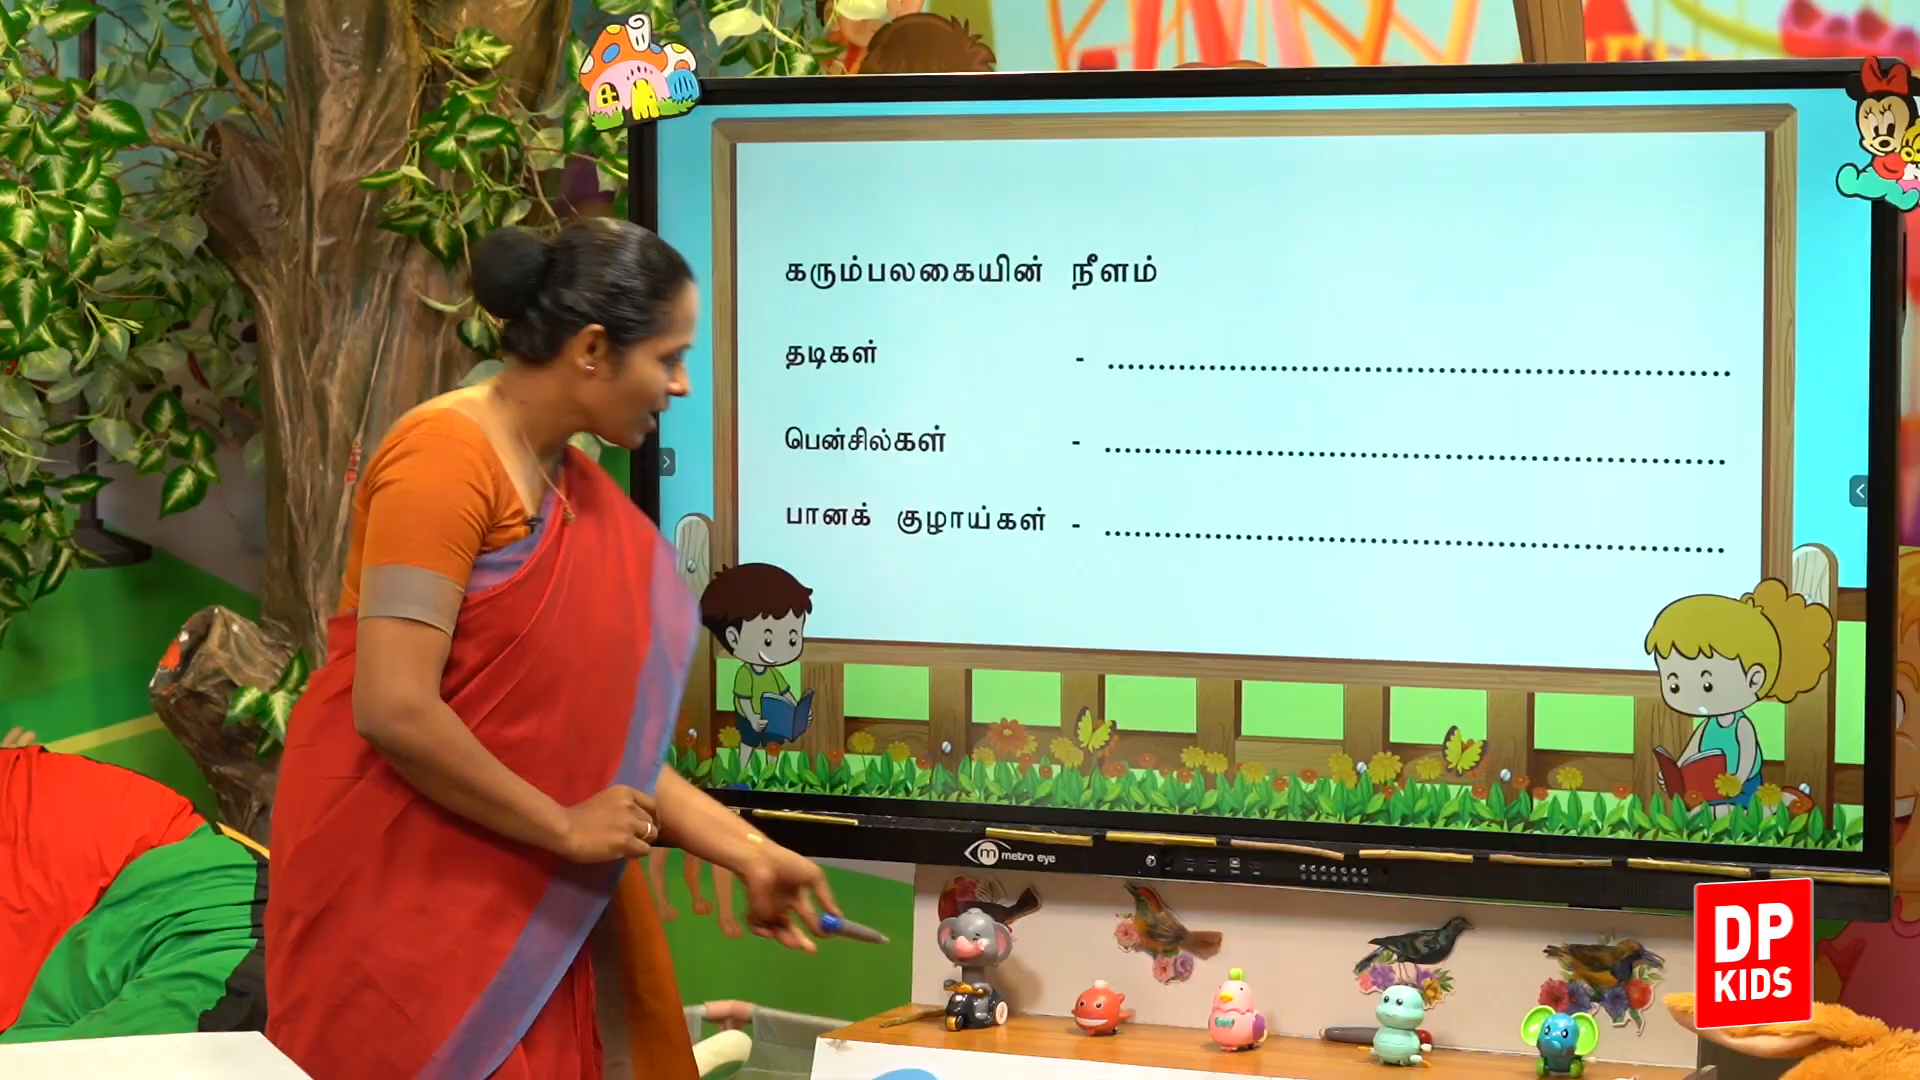 கரும்பலகையின் நீளம்
தடிகள் - ........................................................
பென்சில்கள் - ........................................................
பானக் குழாய்கள் - ........................................................
metro eye
DP
KIDS